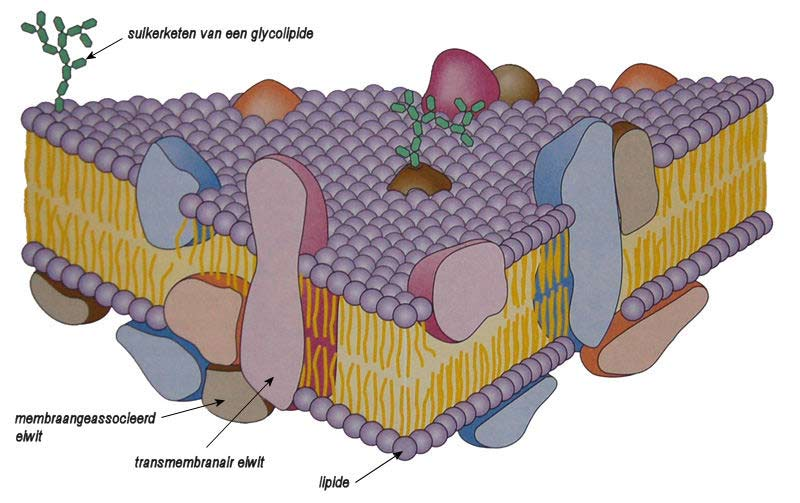 suikerketen van een glycolipide
membraangeassocieerd
eiwit
transmembranair eiwit
lipide